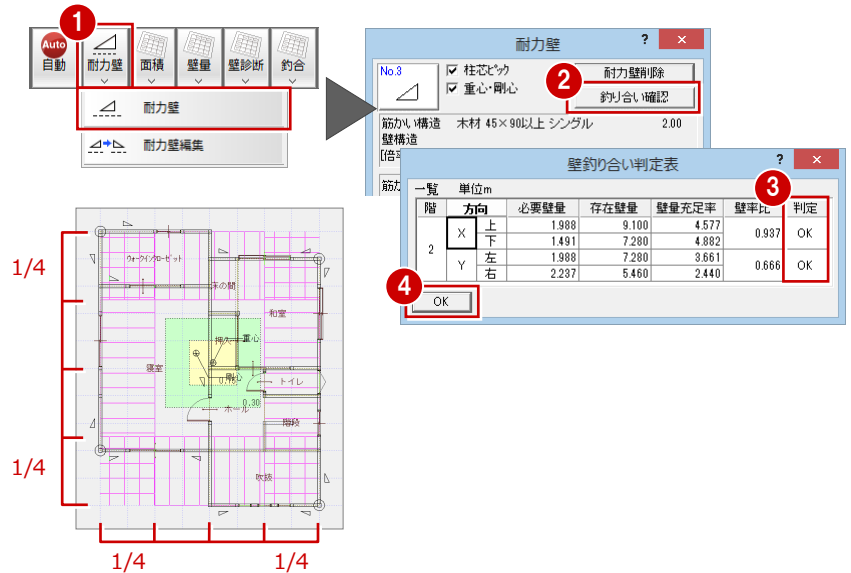 1
Auto
自動
耐力壁
面積
壁量
壁診断
釣合
耐力壁
耐力壁編集
耐力壁 ? ×
No.3
柱芯ピック
重心・剛心
2
耐力壁削除
釣り合い確認
筋かい構造 木材 45×90以上 シングル 2.00
壁構造
壁釣り合い判定表 ? ×
3
一覧 単位m
階 方向 必要壁量 存在壁量 壁量充足率 壁率比 判定
2 X 上 1.988 9.100 4.577 0.937 OK
下 1.491 7.280 4.882
Y 左 1.988 7.280 3.661 0.666 OK
右 2.237 5.460 2.440
4
OK
1/4
1/4
ウォークインクローゼット
床の間
和室
押入
重心
寝室
剛心
0.15
トイレ
0.30
ホール
階段
吹抜
1/4
1/4